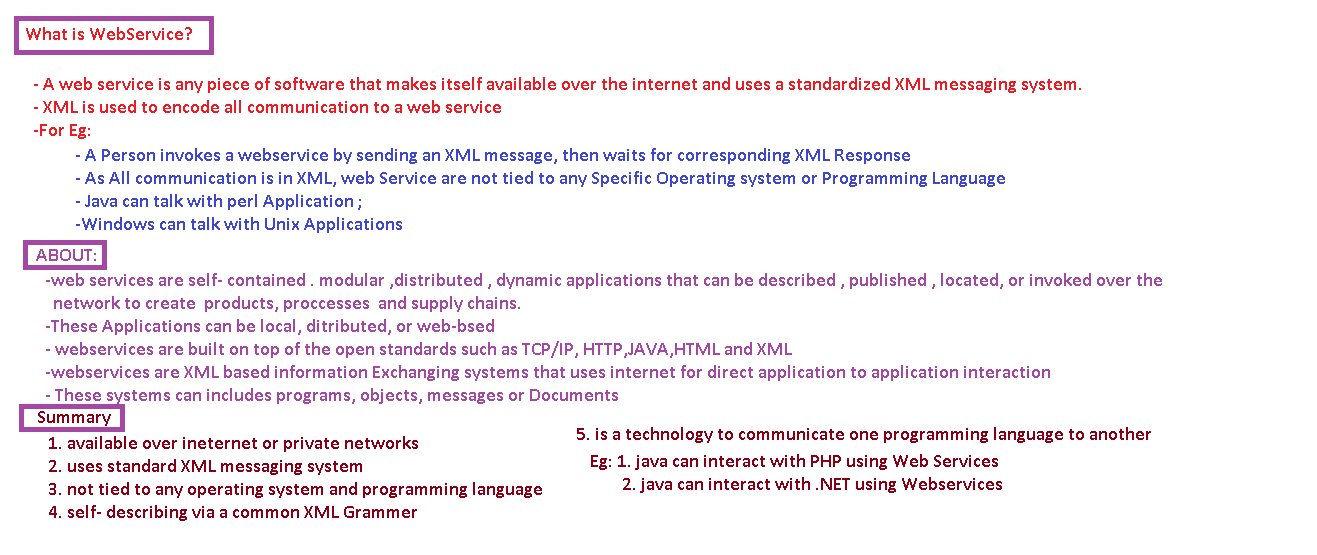 What is WebService?
- A web service is any piece of software that makes itself available over the internet and uses a standardized XML messaging system.
- XML is used to encode all communication to a web service
-For Eg:
- A Person invokes a webservice by sending an XML message, then waits for corresponding XML Response
- As All communication is in XML, web Service are not tied to any Specific Operating system or Programming Language
- Java can talk with perl Application ;
-Windows can talk with Unix Applications
ABOUT:
-web services are self- contained . modular ,distributed , dynamic applications that can be described , published , located, or invoked over the
network to create  products, proccesses  and supply chains.
-These Applications can be local, ditributed, or web-bsed
- webservices are built on top of the open standards such as TCP/IP, HTTP,JAVA,HTML and XML
-webservices are XML based information Exchanging systems that uses internet for direct application to application interaction
- These systems can includes programs, objects, messages or Documents
Summary
1. available over ineternet or private networks
2. uses standard XML messaging system
3. not tied to any operating system and programming language
4. self- describing via a common XML Grammer
5. is a technology to communicate one programming language to another
Eg: 1. java can interact with PHP using Web Services
2. java can interact with .NET using Webservices